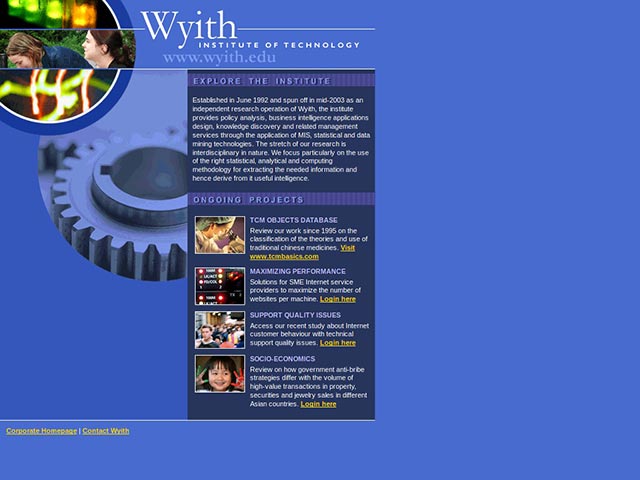 Wyith
INSTITUTE OF TECHNOLOGY
www.wyith.edu
EXPLORE THE INSTITUTE
Established in June 1992 and spun off in mid-2003 as an
independent research operation of Wyith, the institute
provides policy analysis, business intelligence applications
design, knowledge discovery and related management
services through the application of MIS, statistical and data
mining technologies. The stretch of our research is
interdisciplinary in nature. We focus particularly on the use
of the right statistical, analytical and computing
methodology for extracting the needed information and
hence derive from it useful intelligence.
ONGOING PROJECTS
TCM OBJECTS DATABASE
Review our work since 1995 on the
classification of the theories and use of
traditional chinese medicines. Visit
www.tcmbasics.com
MAXIMIZING PERFORMANCE
Solutions for SME Internet service
providers to maximize the number of
websites per machine. Login here
SUPPORT QUALITY ISSUES
Access our recent study about Internet
customer behaviour with technical
support quality issues. Login here
SOCIO-ECONOMICS
Review on how government anti-bribe
strategies differ with the volume of
high-value transactions in property,
securities and jewelry sales in different
Asian countries. Login here
Corporate Homepage | Contact Wyith